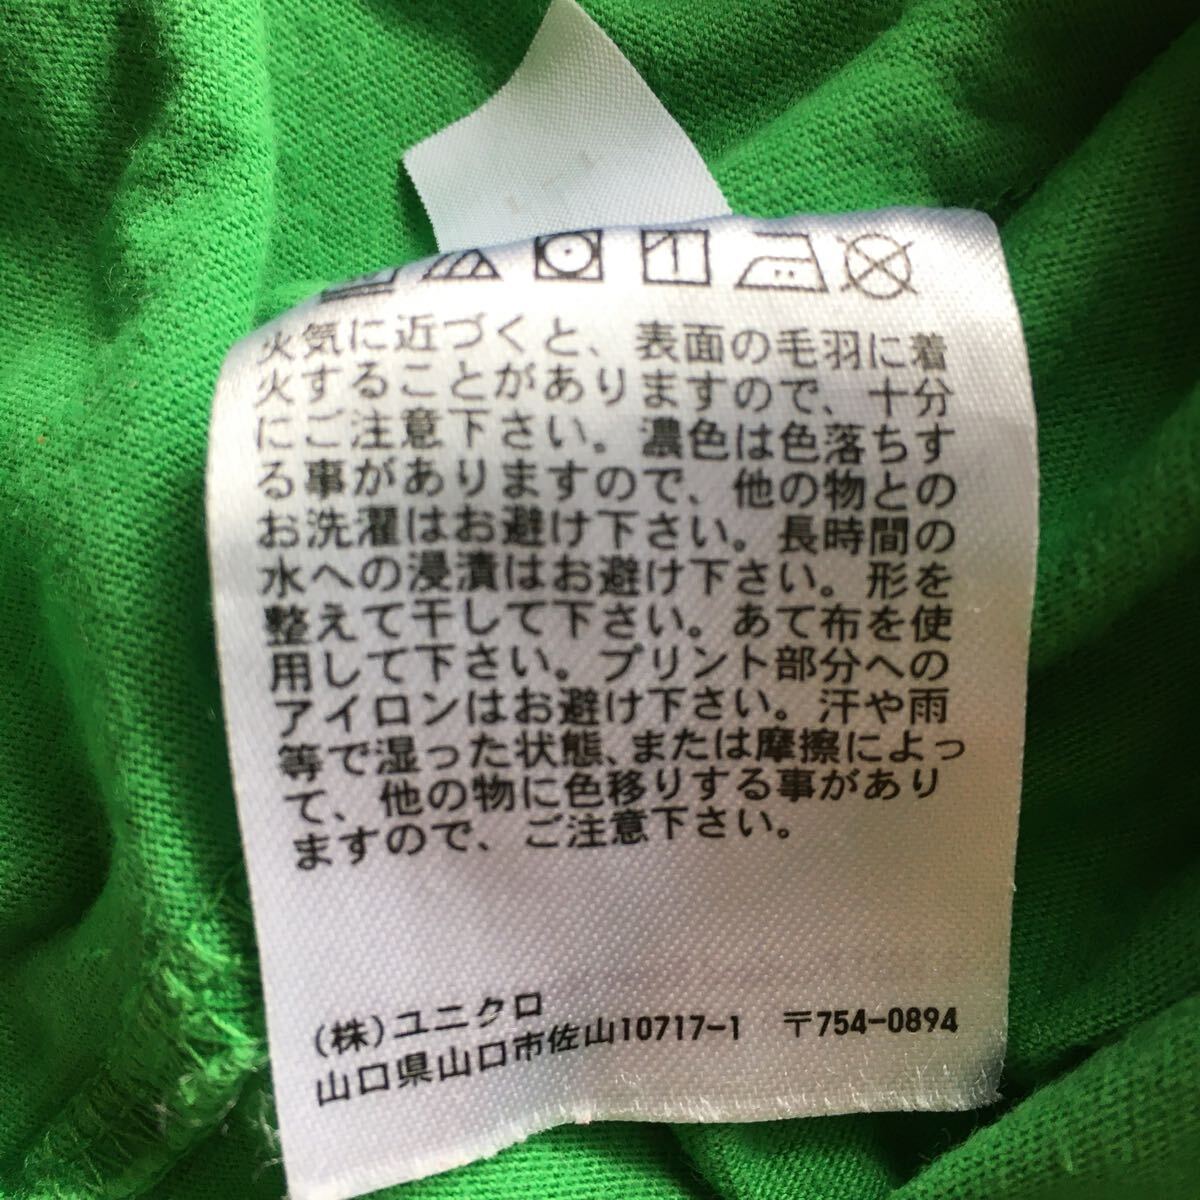 火気に近づくと、表面の毛羽に着
火することがありますので、十分
にご注意下さい。濃色は色落ちす
る事がありますので、他の物との
お洗濯はお避け下さい。長時間の
水への浸漬はお避け下さい。形を
整えて干して下さい。あて布を使
用して下さい。プリント部分への
アイロンはお避け下さい。汗や雨
等で湿った状態、または摩擦によっ
て、他の物に色移りする事があり
ますので、ご注意下さい。
(株)ユニクロ
山口県山口市佐山10717-1 〒754-0894